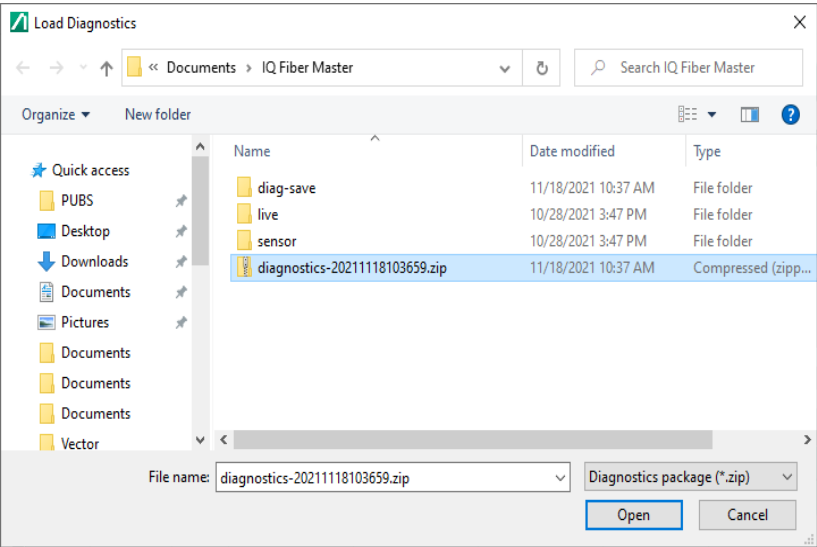 Load Diagnostics
« Documents › IQ Fiber Master
Search IQ Fiber Master
Organize
New folder
?
Name
Date modified
Type
Quick access
PUBS
Desktop
Downloads
Documents
Pictures
Documents
Documents
Documents
Vector
diag-save 11/18/2021 10:37 AM File folder
live 10/28/2021 3:47 PM File folder
sensor 10/28/2021 3:47 PM File folder
diagnostics-20211118103659.zip 11/18/2021 10:37 AM Compressed (zipp...
File name: diagnostics-20211118103659.zip
Diagnostics package (*.zip)
Open
Cancel